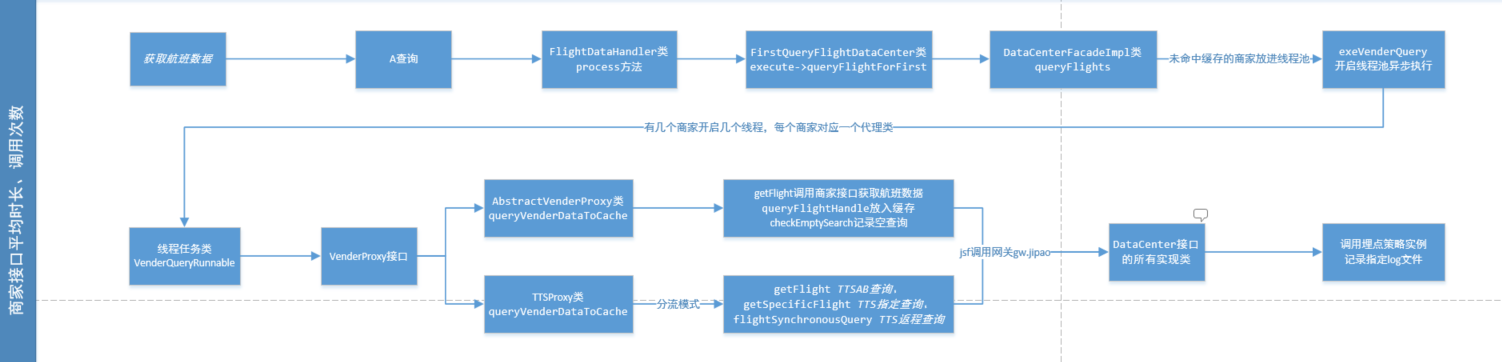 商家接口平均时长、调用次数
获取航班数据
A查询
FlightDataHandler类
process方法
FirstQueryFlightDataCenter类
execute->queryFlightForFirst
DataCenterFacadeImpl类
queryFlights
未命中缓存的商家放进线程池
exeVenderQuery
开启线程池异步执行
有几个商家开启几个线程，每个商家对应一个代理类
线程任务类
VenderQueryRunnable
VenderProxy接口
AbstractVenderProxy类
queryVenderDataToCache
getFlight调用商家接口获取航班数据
queryFlightHandle放入缓存
checkEmptySearch记录空查询
TTSProxy类
queryVenderDataToCache
分流模式
getFlight TTSAB查询，
getSpecificFlight TTS指定查询，
flightSynchronousQuery TTS返程查询
jsf调用网关gw.jipao
DataCenter接口
的所有实现类
调用埋点策略实例
记录指定log文件